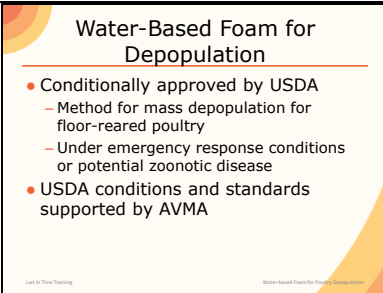 Water-Based Foam for
Depopulation
• Conditionally approved by USDA
– Method for mass depopulation for
floor-reared poultry
– Under emergency response conditions
or potential zoonotic disease
• USDA conditions and standards
supported by AVMA
Just in Time Training
Water-based Foam for Poultry Depopulation